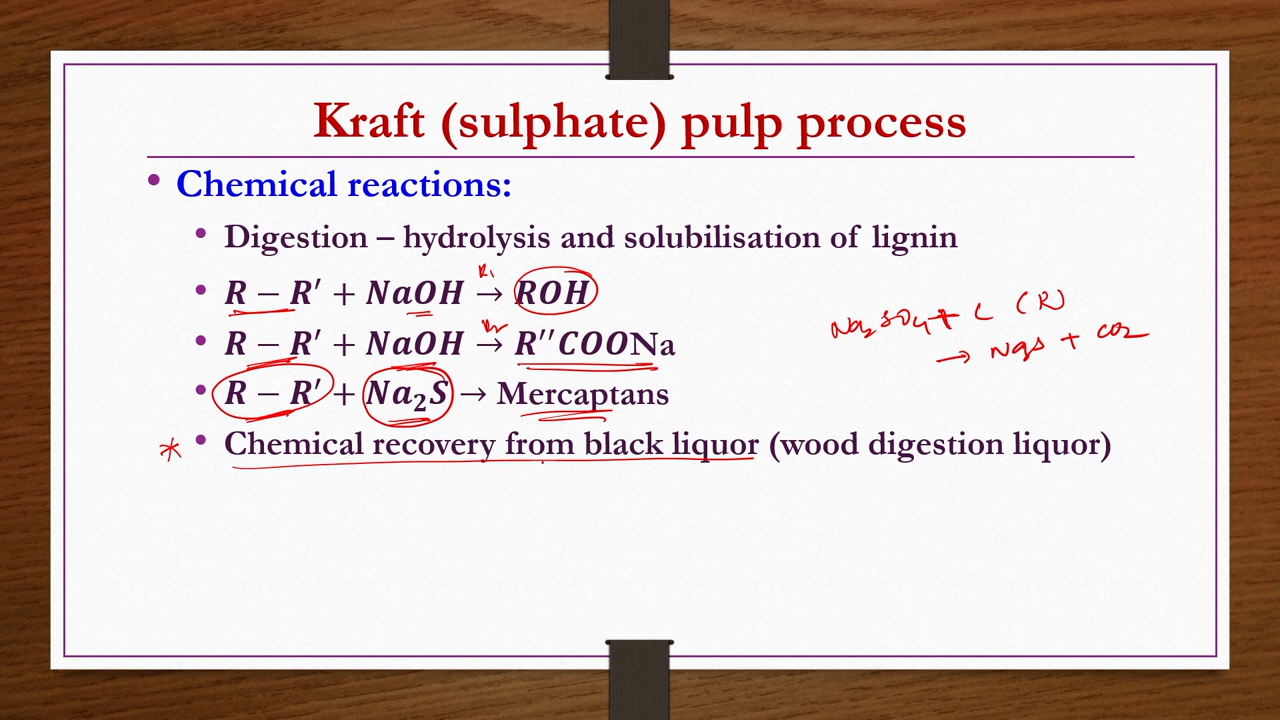 Kraft (sulphate) pulp process
• Chemical reactions:
• Digestion – hydrolysis and solubilisation of lignin
• R − R′ + NaOH → ROH
• R − R′ + NaOH → R′′COONa
• R − R′ + Na₂S → Mercaptans
* • Chemical recovery from black liquor (wood digestion liquor)
Na₂SO₄ + C (R)
→ Na₂S + CO₂